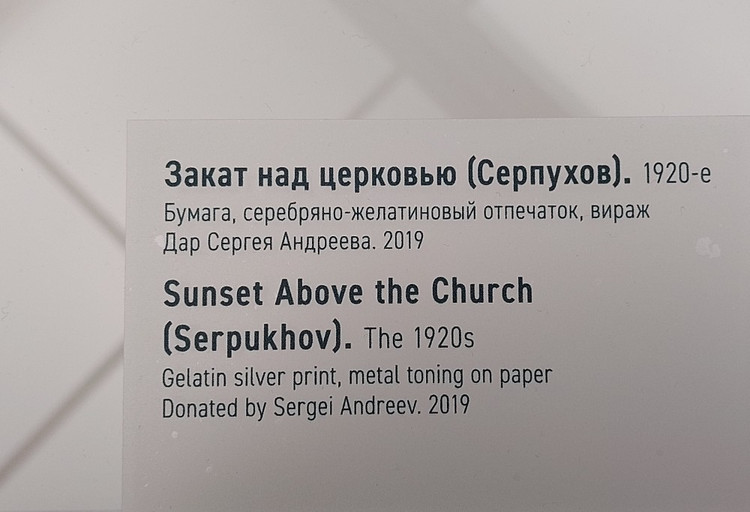 Закат над церковью (Серпухов). 1920-е
Бумага, серебряно-желатиновый отпечаток, вираж
Дар Сергея Андреева. 2019
Sunset Above the Church
(Serpukhov). The 1920s
Gelatin silver print, metal toning on paper
Donated by Sergei Andreev. 2019